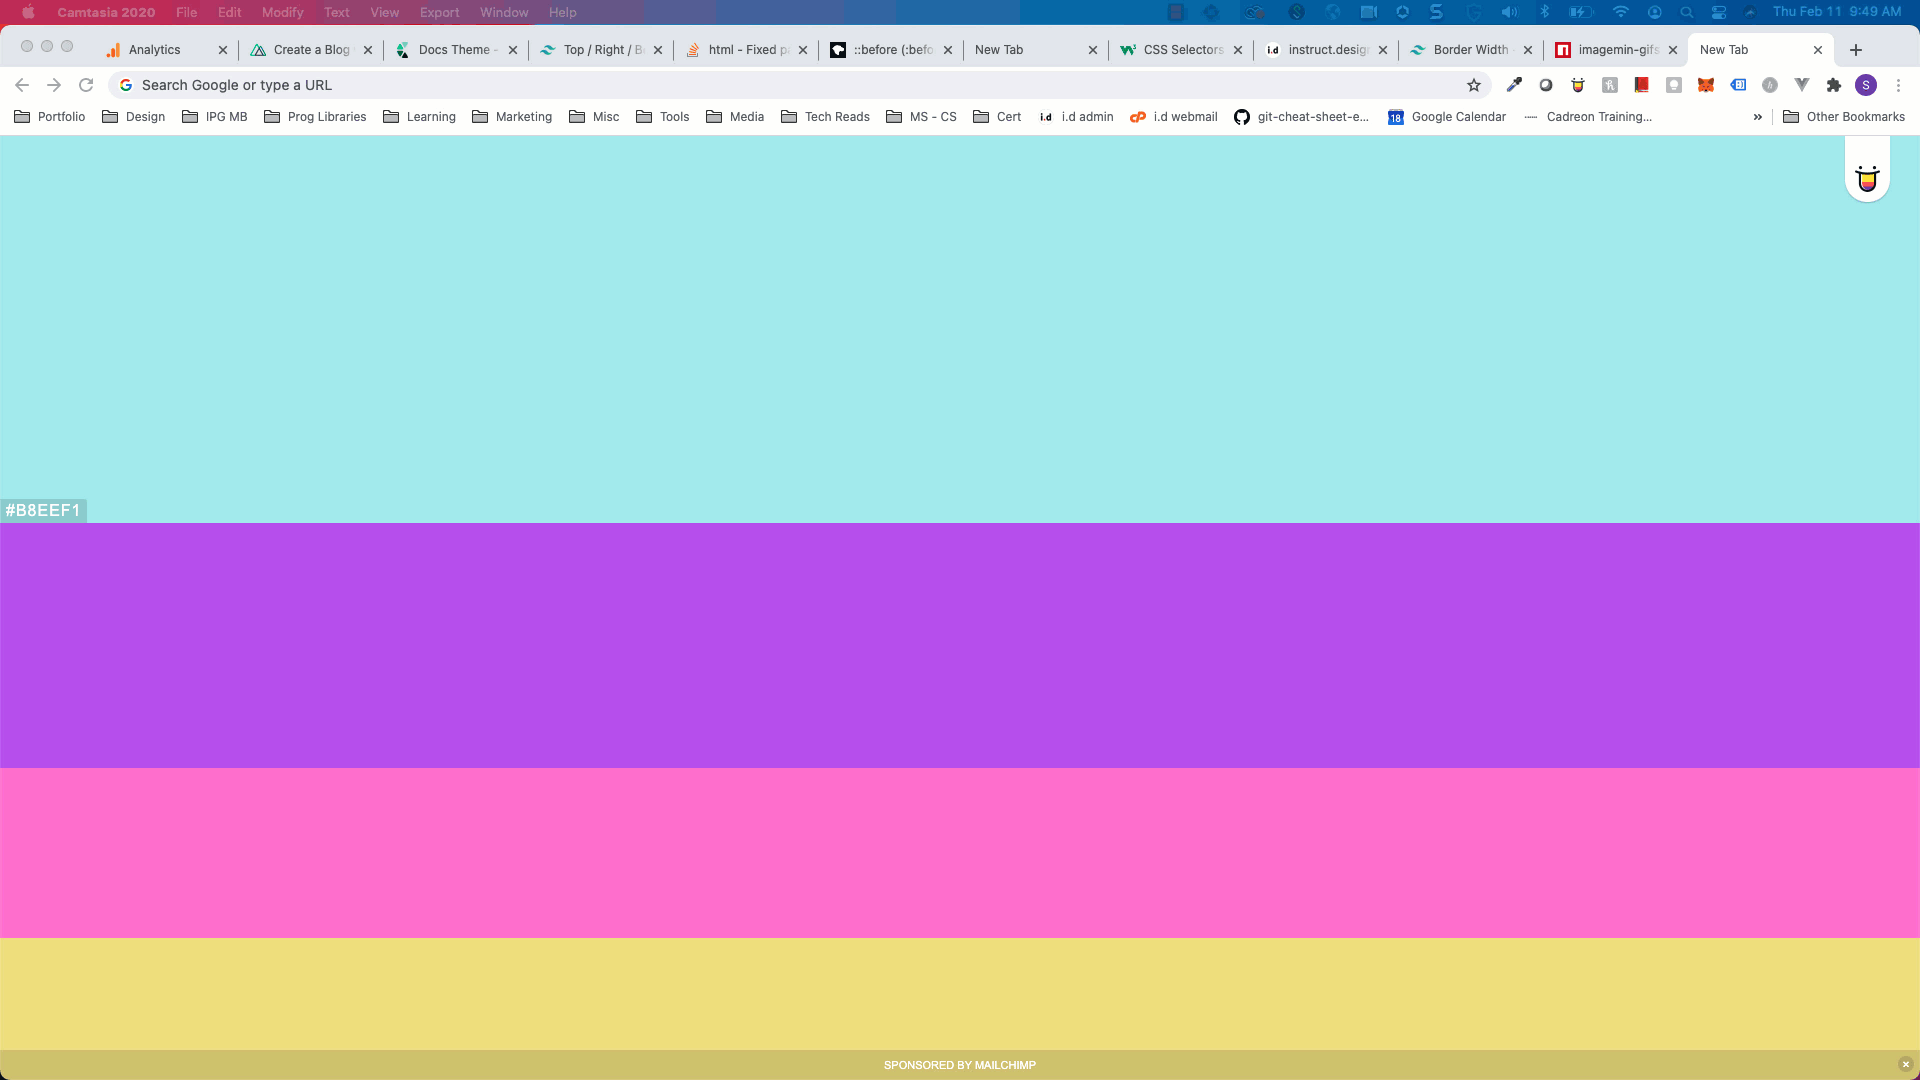 Camtasia 2020 File Edit Modify Text View Export Window Help Thu Feb 11 9:49 AM
Analytics Create a Blog Docs Theme - Top / Right / B html - Fixed p ::before (:befo New Tab CSS Selectors instruct.design Border Width - imagemin-gifs New Tab
Search Google or type a URL
Portfolio Design IPG MB Prog Libraries Learning Marketing Misc Tools Media Tech Reads MS - CS Cert i.d admin i.d webmail git-cheat-sheet-e... 18 Google Calendar Cadreon Training... » Other Bookmarks
#B8EEF1
SPONSORED BY MAILCHIMP